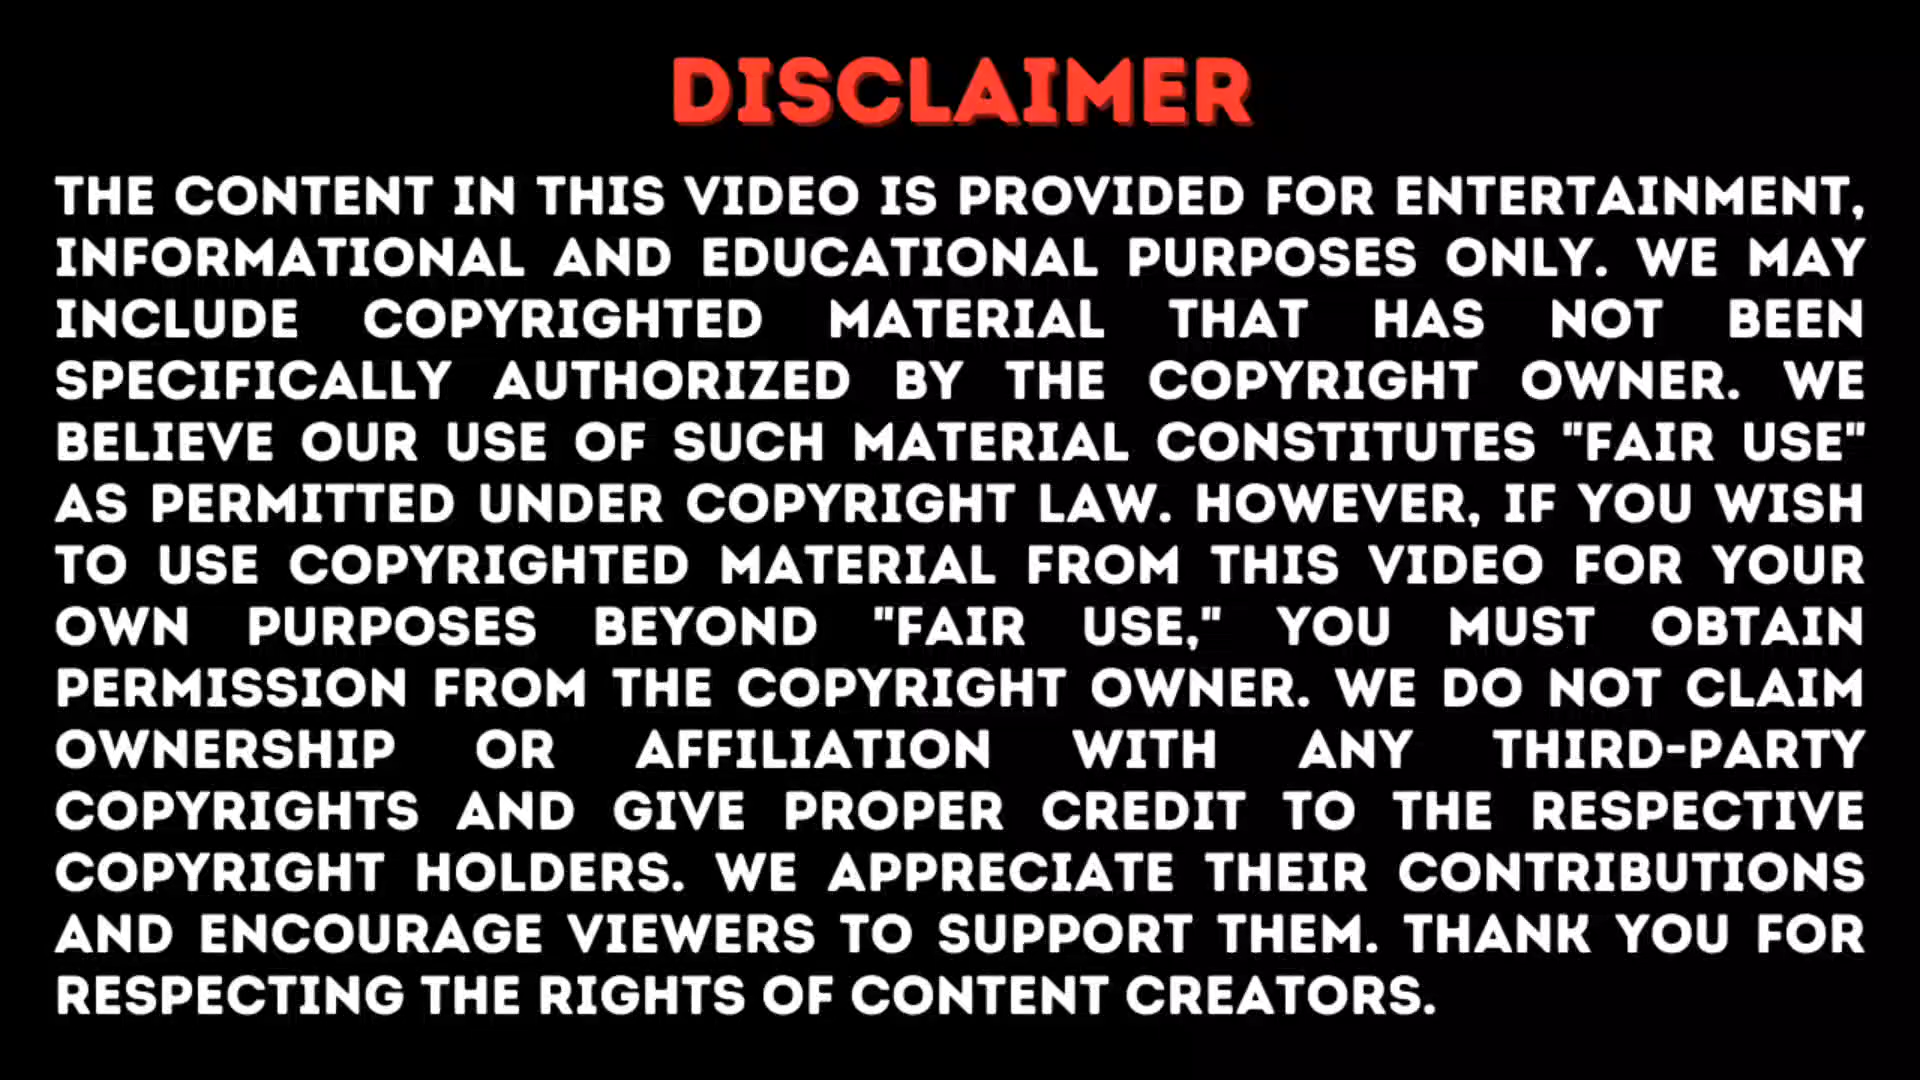 DISCLAIMER
THE CONTENT IN THIS VIDEO IS PROVIDED FOR ENTERTAINMENT,
INFORMATIONAL AND EDUCATIONAL PURPOSES ONLY. WE MAY
INCLUDE COPYRIGHTED MATERIAL THAT HAS NOT BEEN
SPECIFICALLY AUTHORIZED BY THE COPYRIGHT OWNER. WE
BELIEVE OUR USE OF SUCH MATERIAL CONSTITUTES "FAIR USE"
AS PERMITTED UNDER COPYRIGHT LAW. HOWEVER, IF YOU WISH
TO USE COPYRIGHTED MATERIAL FROM THIS VIDEO FOR YOUR
OWN PURPOSES BEYOND "FAIR USE," YOU MUST OBTAIN
PERMISSION FROM THE COPYRIGHT OWNER. WE DO NOT CLAIM
OWNERSHIP OR AFFILIATION WITH ANY THIRD-PARTY
COPYRIGHTS AND GIVE PROPER CREDIT TO THE RESPECTIVE
COPYRIGHT HOLDERS. WE APPRECIATE THEIR CONTRIBUTIONS
AND ENCOURAGE VIEWERS TO SUPPORT THEM. THANK YOU FOR
RESPECTING THE RIGHTS OF CONTENT CREATORS.